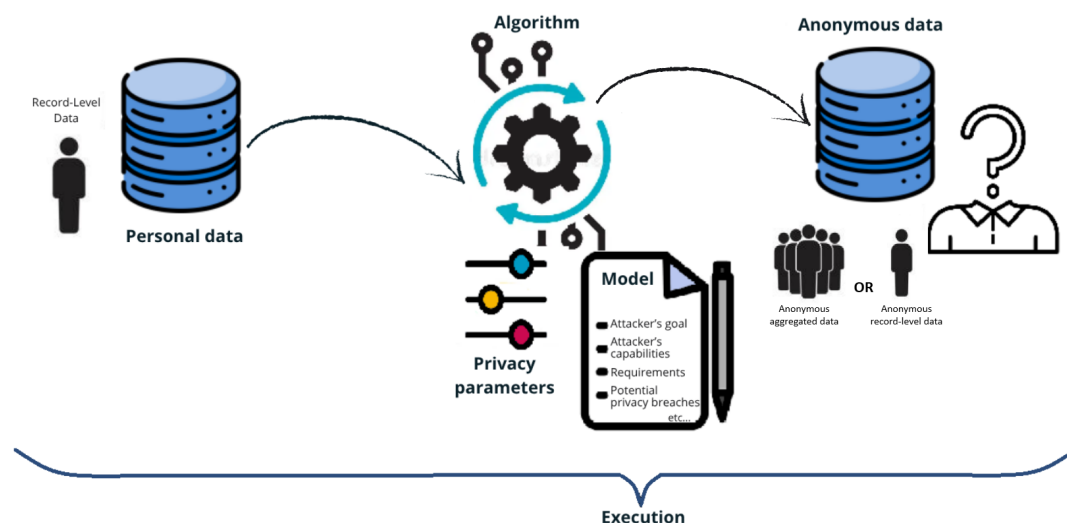 Algorithm
Anonymous data
Record-Level
Data
Personal data
Model
Attacker's goal
Attacker's
capabilities
Requirements
Potential
privacy breaches
etc...
Privacy
parameters
OR
Anonymous
aggregated data
Anonymous
record-level data
Execution